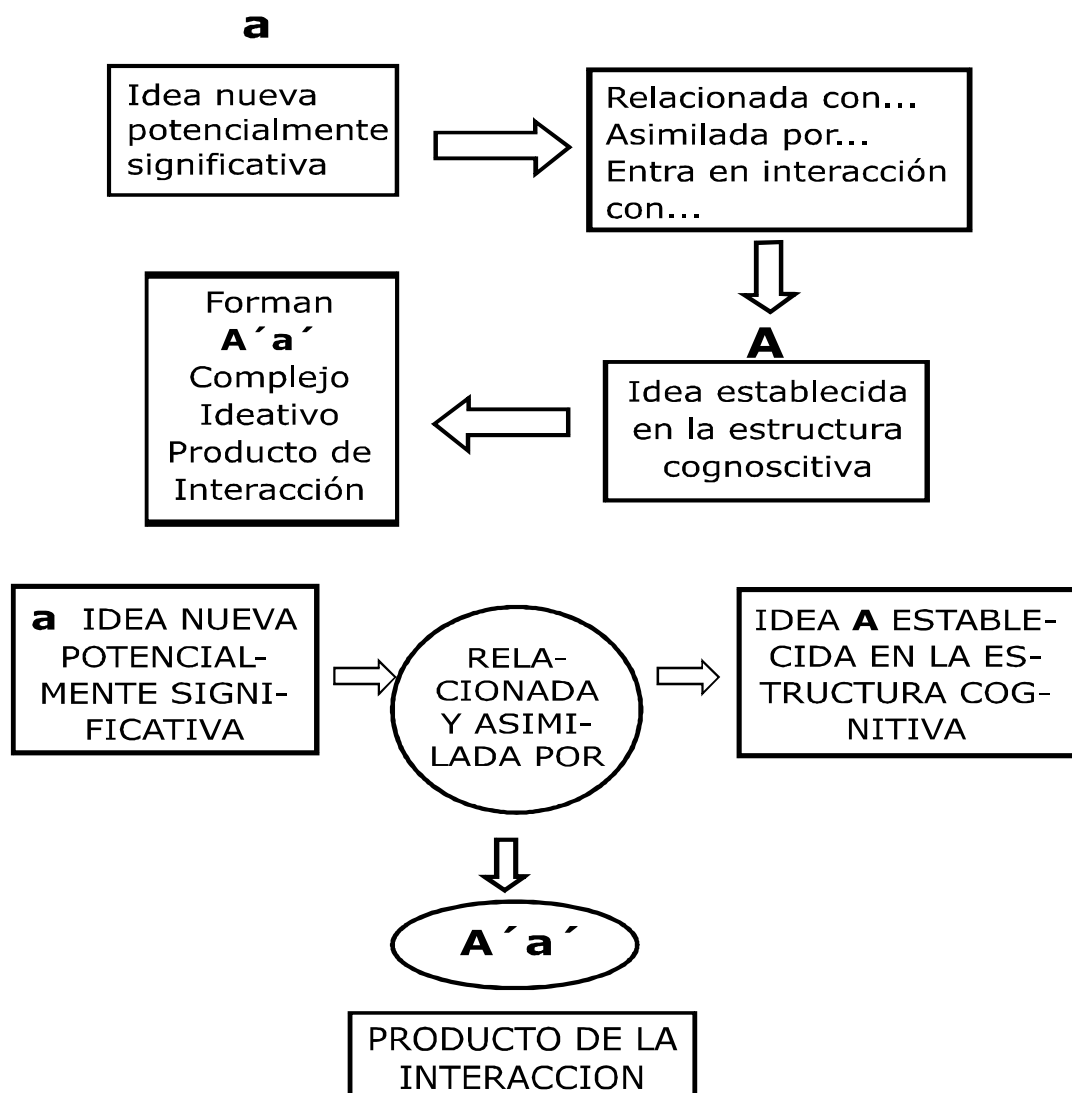 a
Idea nueva
potencialmente
significativa
Relacionada con...
Asimilada por...
Entra en interacción
con...
A
Idea establecida
en la estructura
cognoscitiva
Forman
A´a´
Complejo
Ideativo
Producto de
Interacción
a IDEA NUEVA
POTENCIAL-
MENTE SIGNI-
FICATIVA
RELA-
CIONADA
Y ASIMI-
LADA POR
IDEA A ESTABLE-
CIDA EN LA ES-
TRUCTURA COG-
NITIVA
A´a´
PRODUCTO DE LA
INTERACCION